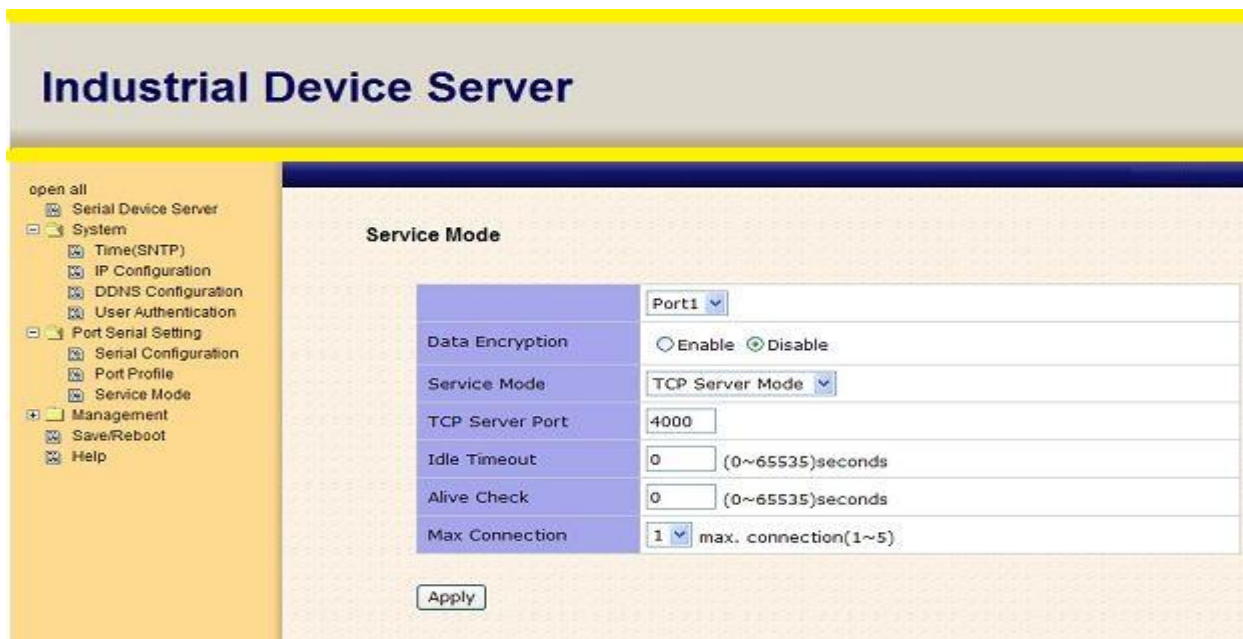 Industrial Device Server
open all
Serial Device Server
System
Time(SNTP)
IP Configuration
DDNS Configuration
User Authentication
Port Serial Setting
Serial Configuration
Port Profile
Service Mode
Management
Save/Reboot
Help
Service Mode
Port1
Data Encryption Enable Disable
Service Mode TCP Server Mode
TCP Server Port 4000
Idle Timeout 0 (0~65535)seconds
Alive Check 0 (0~65535)seconds
Max Connection 1 max. connection(1~5)
Apply